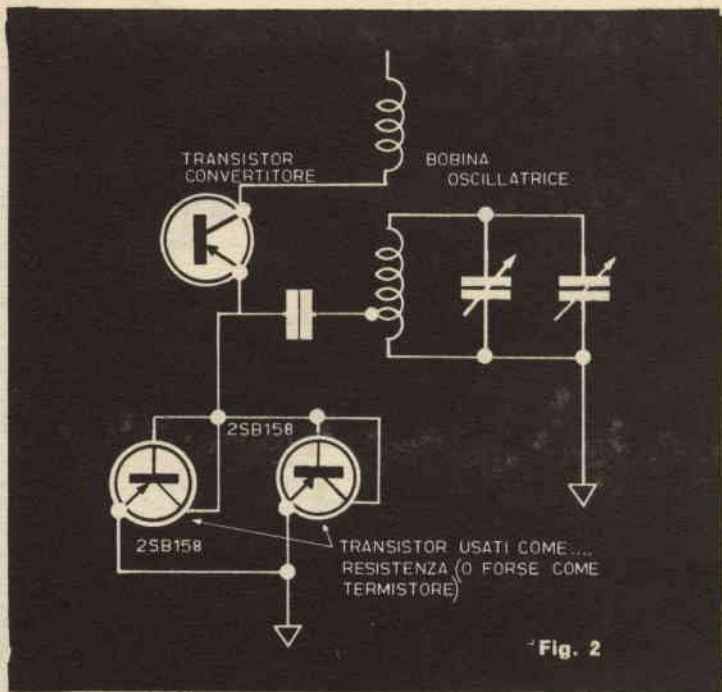 TRANSISTOR
CONVERTITORE
BOBINA
OSCILLATRICE
2SB158
2SB158
TRANSISTOR USATI COME....
RESISTENZA (O FORSE COME
TERMISTORE)
Fig. 2